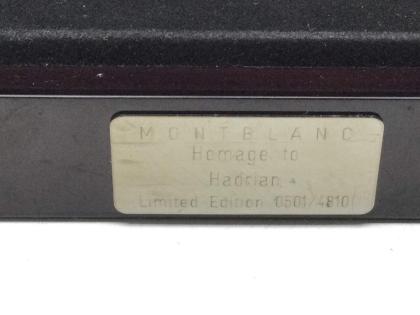 MONTBLANC
Homage to
Hadrian
Limited Edition 0501/4810